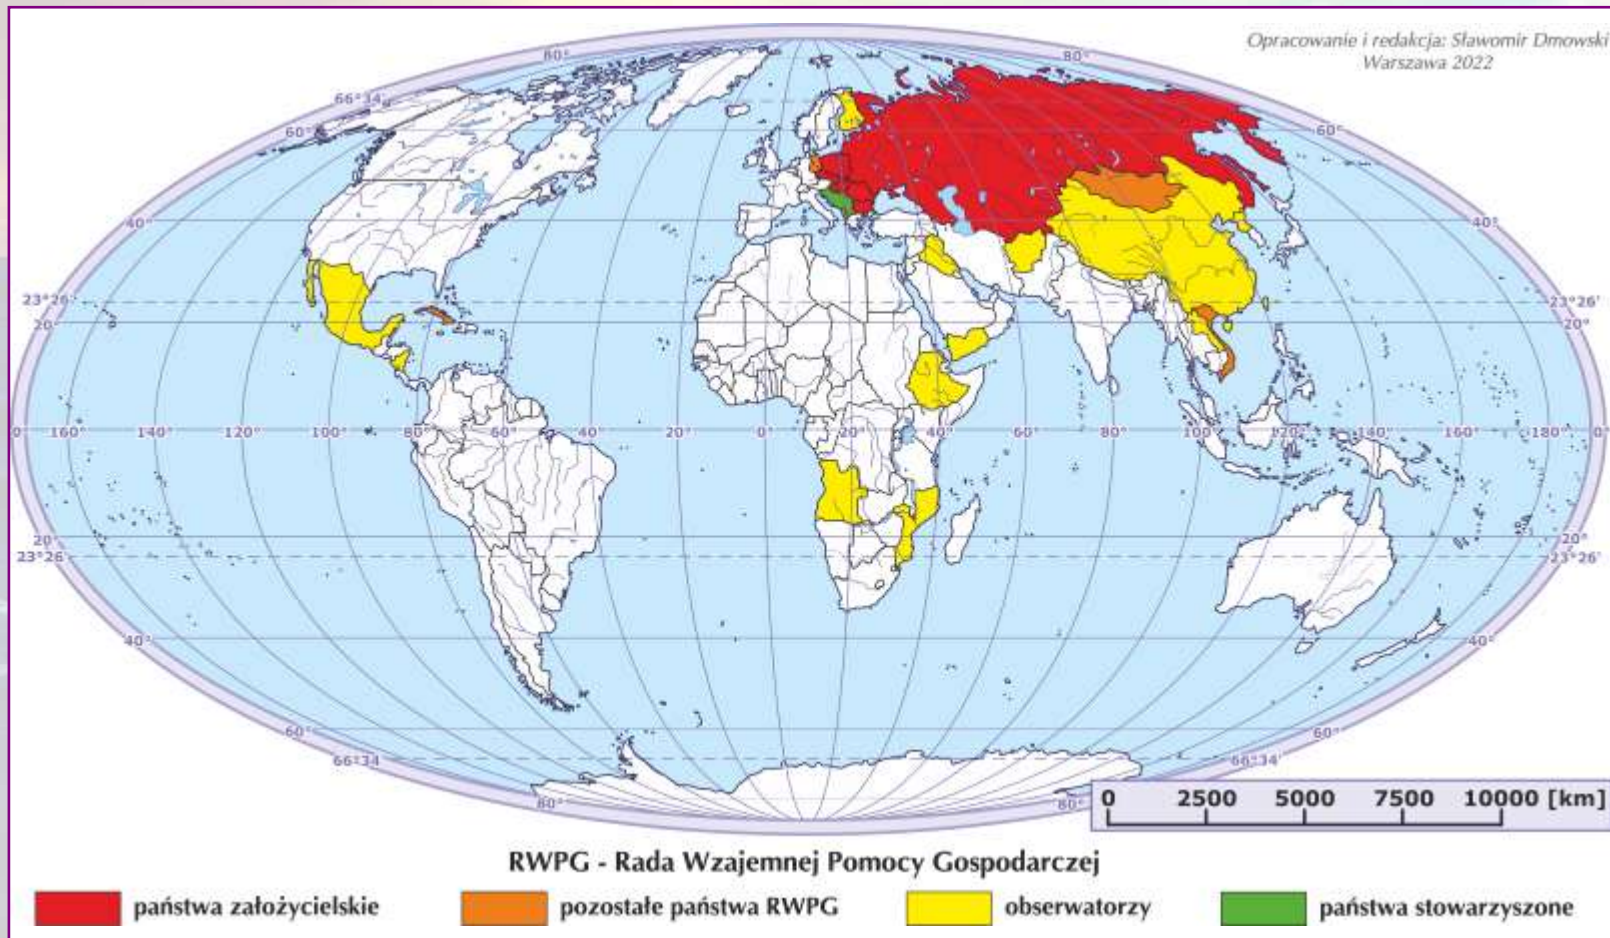 Opracowanie i redakcja: Sławomir Dmowski
Warszawa 2022
80° 80°
66°34′
60° 60°
40° 40°
23°26′ 23°26′
20° 20°
0° 160° 140° 120° 100° 80° 60° 40° 20° 0° 20° 40° 60° 80° 100° 120° 140° 160° 180° 0°
20° 20°
23°26′ 23°26′
40° 40°
60° 60°
66°34′ 66°34′
80° 80°
0 2500 5000 7500 10000 [km]
RWPG - Rada Wzajemnej Pomocy Gospodarczej
państwa założycielskie
pozostałe państwa RWPG
obserwatorzy
państwa stowarzyszone